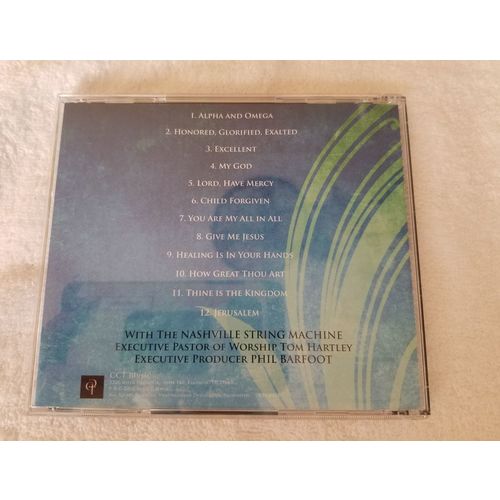 1. Alpha and Omega
2. Honored, Glorified, Exalted
3. Excellent
4. My God
5. Lord, Have Mercy
6. Child Forgiven
7. You Are My All in All
8. Give Me Jesus
9. Healing Is In Your Hands
10. How Great Thou Art
11. Thine is the Kingdom
12. Jerusalem
With The NASHVILLE STRING MACHINE
Executive Pastor of Worship Tom Hartley
Executive Producer PHIL BARFOOT
CCT Music